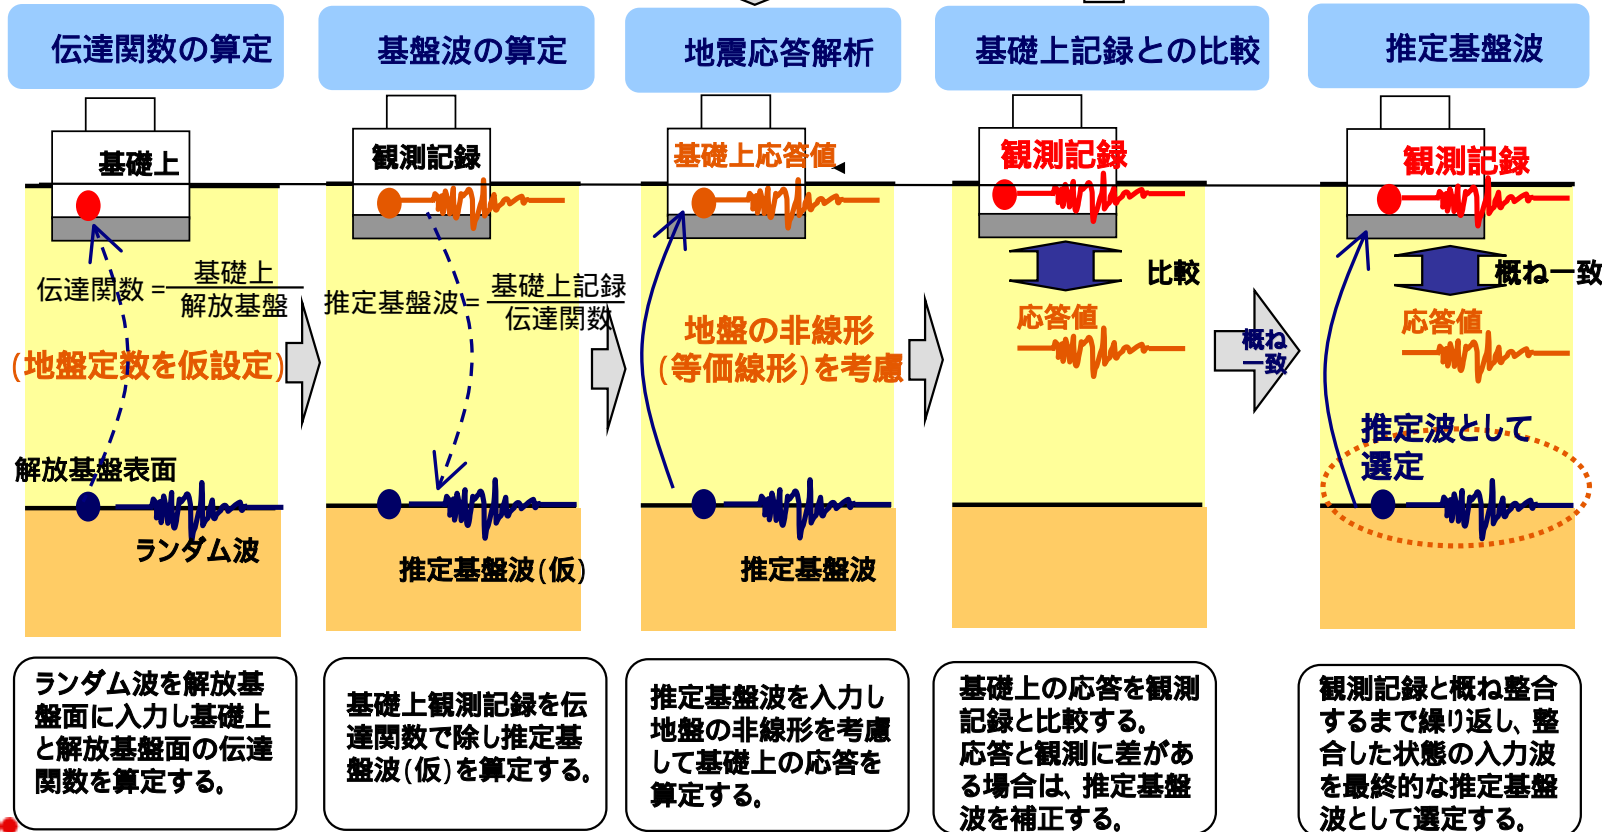 伝達関数の算定
基盤波の算定
地震応答解析
基礎上記録との比較
推定基盤波
基礎上
解放基盤表面
ランダム波
伝達関数 =
基礎上
解放基盤
(地盤定数を仮設定)
観測記録
推定基盤波 =
基礎上記録
伝達関数
推定基盤波(仮)
基礎上応答値
地盤の非線形
(等価線形)を考慮
推定基盤波
観測記録
比較
応答値
概ね
一致
観測記録
概ね一致
応答値
推定波として
選定
ランダム波を解放基
盤面に入力し基礎上
と解放基盤面の伝達
関数を算定する。
基礎上観測記録を伝
達関数で除し推定基
盤波(仮)を算定する。
推定基盤波を入力し
地盤の非線形を考慮
して基礎上の応答を
算定する。
基礎上の応答を観測
記録と比較する。
応答と観測に差があ
る場合は、推定基盤
波を補正する。
観測記録と概ね整合
するまで繰り返し、整
合した状態の入力波
を最終的な推定基盤
波として選定する。